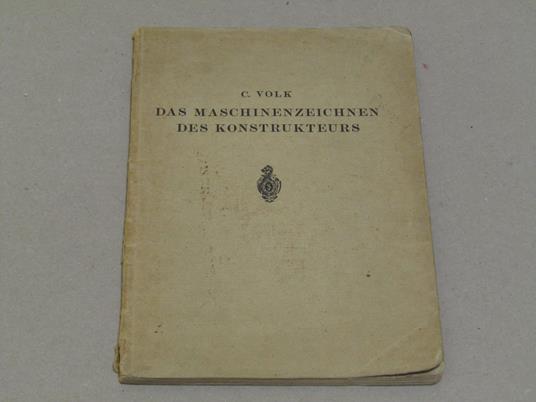 C. VOLK
DAS MASCHINENZEICHNEN
DES KONSTRUKTEURS